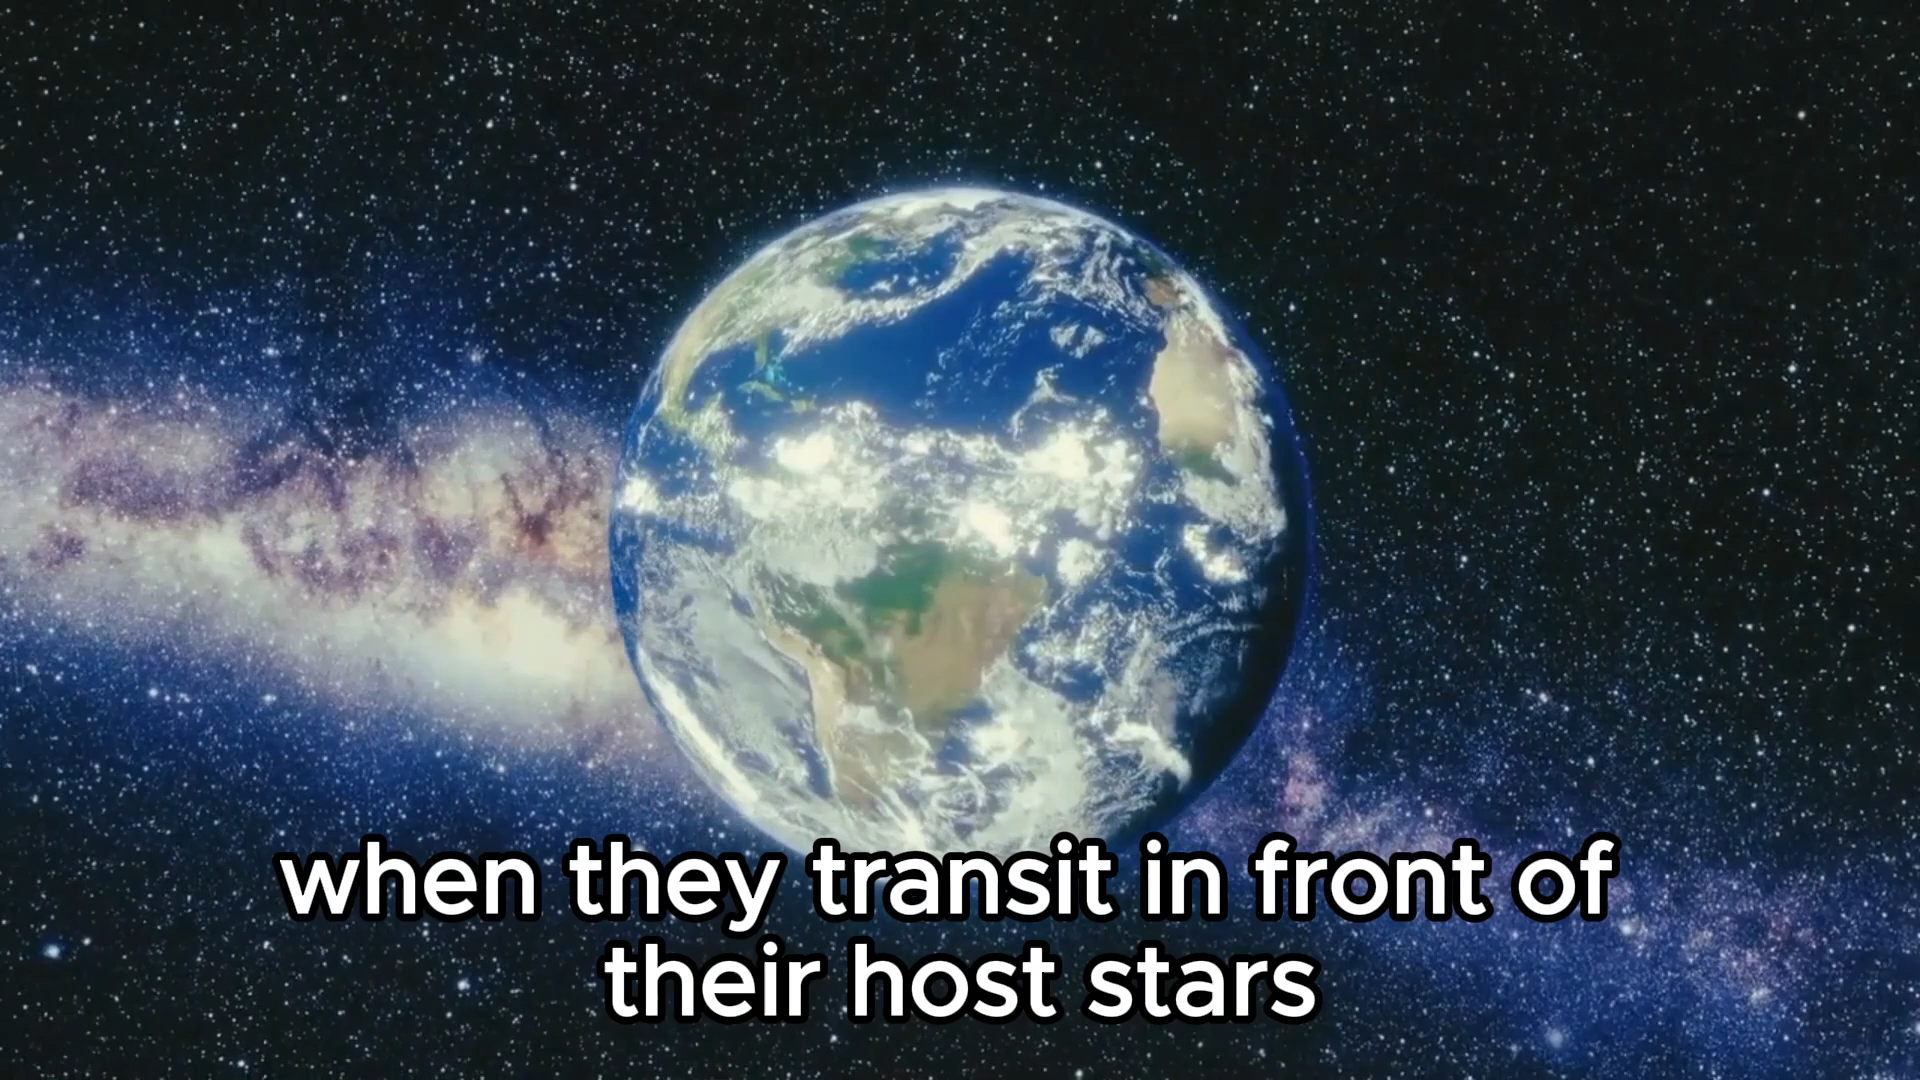 when they transit in front of
their host stars